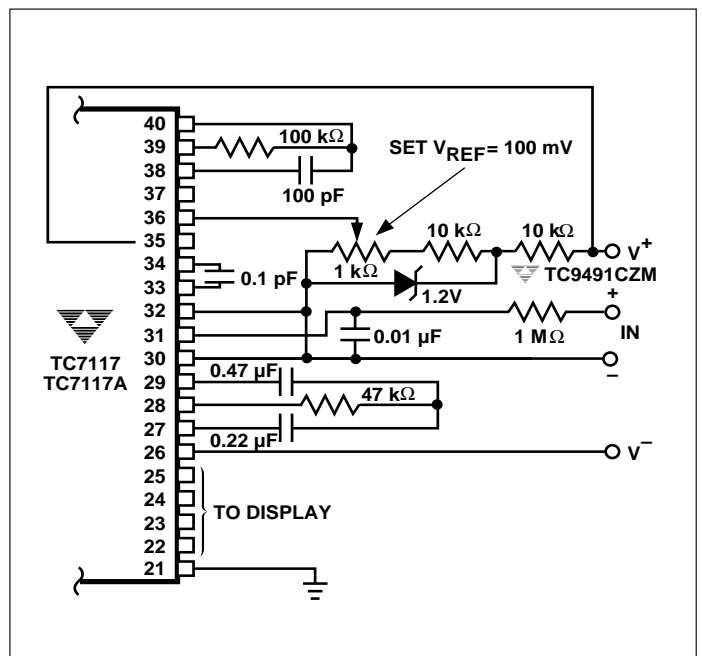 40
39
100 kΩ
38
100 pF
SET VREF = 100 mV
37
36
35
1 kΩ
10 kΩ
10 kΩ
V+
TC9491CZM
1.2V
34
33
0.1 pF
32
31
0.01 µF
1 MΩ
+
IN
–
30
TC7117
TC7117A
29
0.47 µF
28
47 kΩ
27
0.22 µF
26
V–
25
24
23
22
TO DISPLAY
21